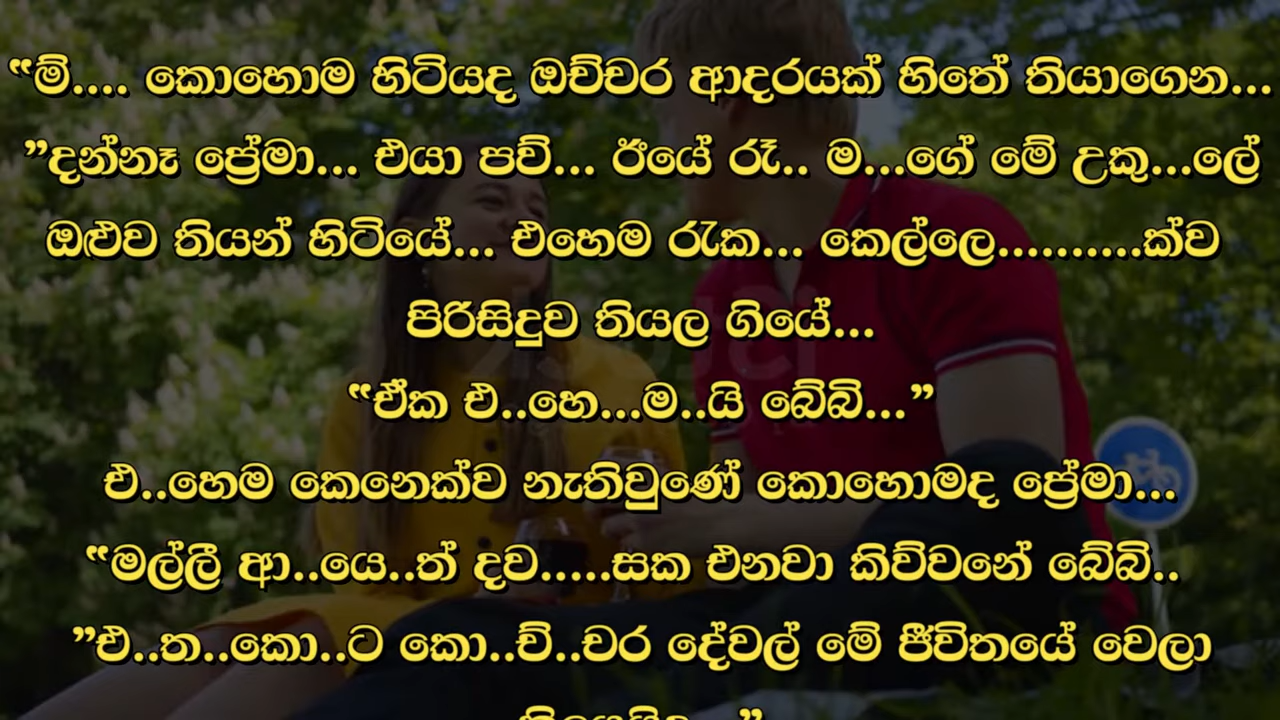 “ම්.... කොහොම හිටියද ඔච්චර ආදරයක් හිතේ තියාගෙන...
”දන්නෑ ප්‍රේමා... එයා පව්... ඊයේ රෑ.. ම...ගේ මේ උකු...ලේ
ඔළුව තියන් හිටියේ... එහෙම රැක... කෙල්ලෙ..........ක්ව
පිරිසිදුව තියල ගියේ...
“ඒක එ..හෙ...ම..යි බේබි...”
එ..හෙම කෙනෙක්ව නැතිවුණේ කොහොමද ප්‍රේමා...
“මල්ලී ආ..යෙ..ත් දව.....සක එනවා කිව්වනේ බේබි..
”එ..ත..කො..ට කො..ච්..චර දේවල් මේ ජීවිතයේ වෙලා